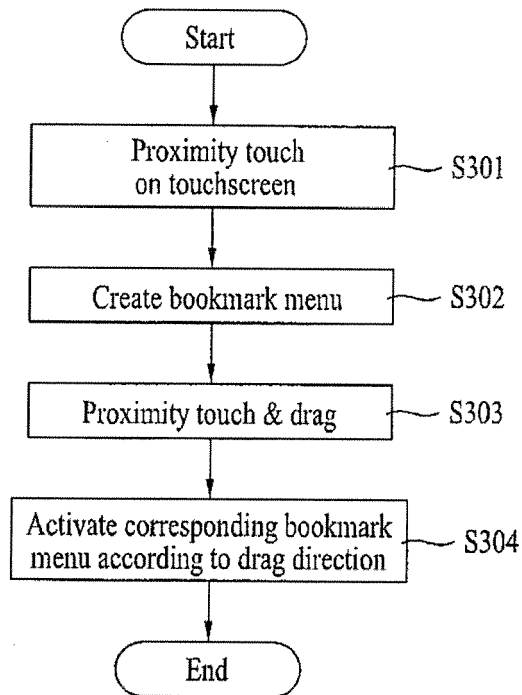 Start
Proximity touch
on touchscreen
S301
Create bookmark menu
S302
Proximity touch & drag
S303
Activate corresponding bookmark
menu according to drag direction
S304
End